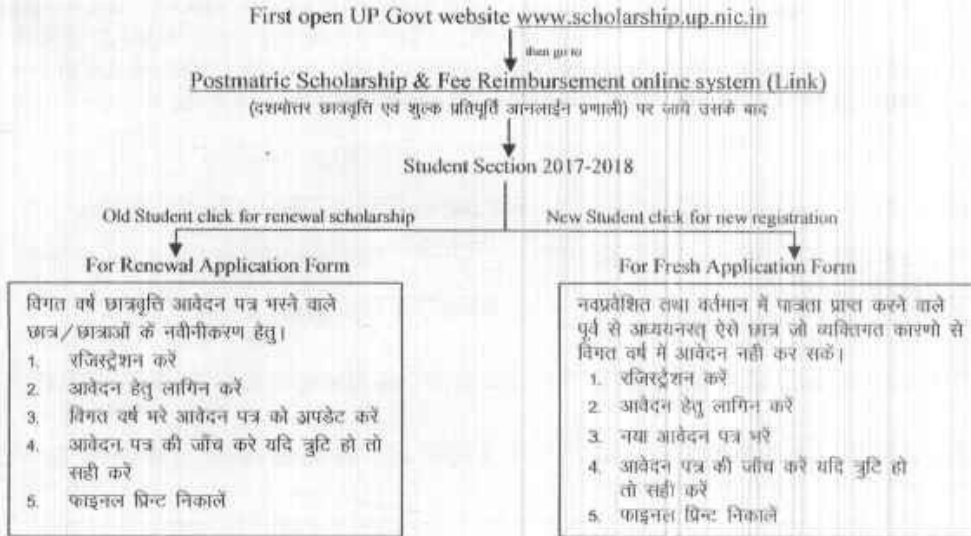 First open UP Govt website www.scholarship.up.nic.in
then go to
Postmatric Scholarship & Fee Reimbursement online system (Link)
(दशमोत्तर छात्रवृत्ति एवं शुल्क प्रतिपूर्ति आनलाईन प्रणाली) पर जाये उसके बाद
Student Section 2017-2018
Old Student click for renewal scholarship
New Student click for new registration
For Renewal Application Form
विगत वर्ष छात्रवृत्ति आवेदन पत्र भरने वाले
छात्र/छात्राओं के नवीनीकरण हेतु।
1. रजिस्ट्रेशन करें
2. आवेदन हेतु लागिन करें
3. विगत वर्ष भरे आवेदन पत्र को अपडेट करें
4. आवेदन पत्र की जाँच करे यदि त्रुटि हो तो
सही करें
5. फाइनल प्रिन्ट निकालें
For Fresh Application Form
नवप्रवेशित तथा वर्तमान में पात्रता प्राप्त करने वाले
पूर्व से अध्ययनरत् ऐसे छात्र जो व्यक्तिगत कारणो से
विगत वर्ष में आवेदन नही कर सकें।
1. रजिस्ट्रेशन करें
2. आवेदन हेतु लागिन करें
3. नया आवेदन पत्र भरें
4. आवेदन पत्र की जाँच करें यदि त्रुटि हो
तो सही करें
5. फाइनल प्रिन्ट निकालें